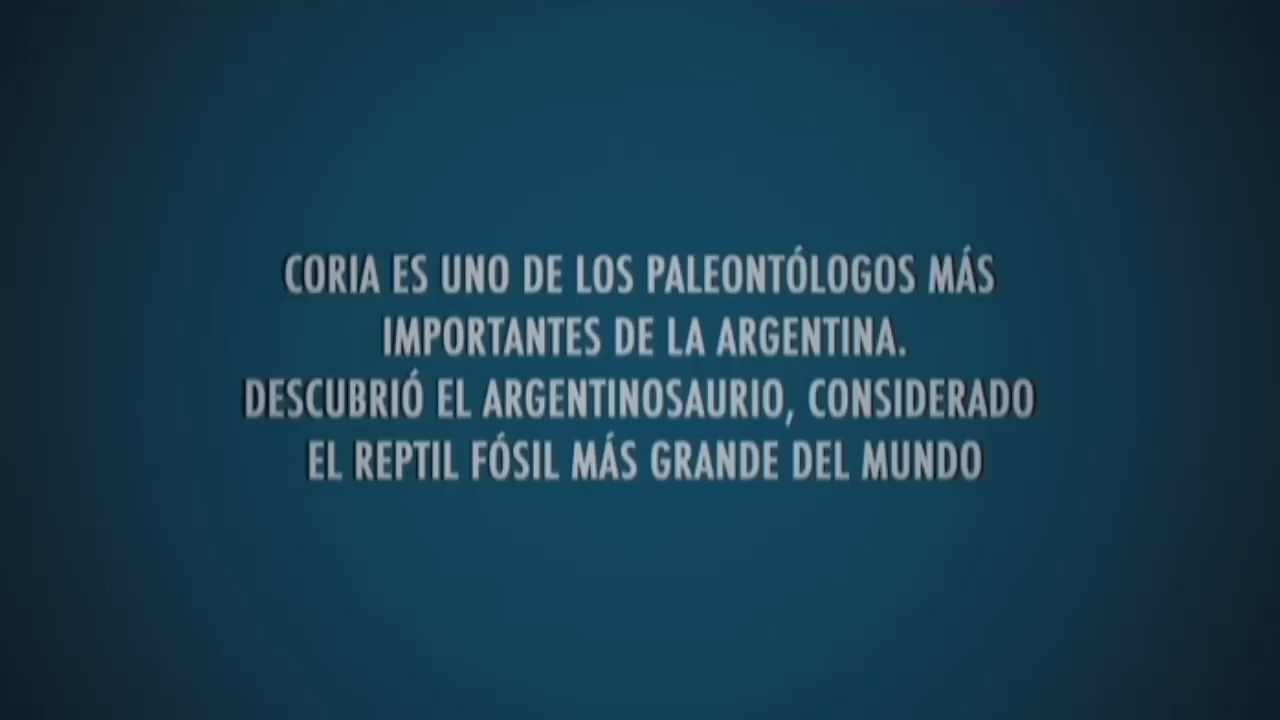 CORIA ES UNO DE LOS PALEONTÓLOGOS MÁS
IMPORTANTES DE LA ARGENTINA.
DESCUBRIÓ EL ARGENTINOSAURIO, CONSIDERADO
EL REPTIL FÓSIL MÁS GRANDE DEL MUNDO